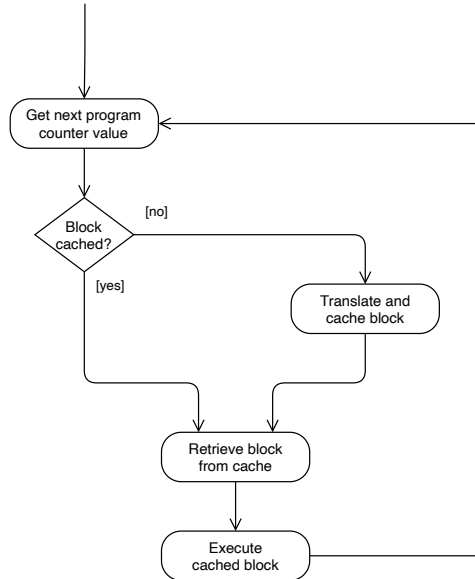 Get next program
counter value
Block
cached?
[no]
[yes]
Translate and
cache block
Retrieve block
from cache
Execute
cached block